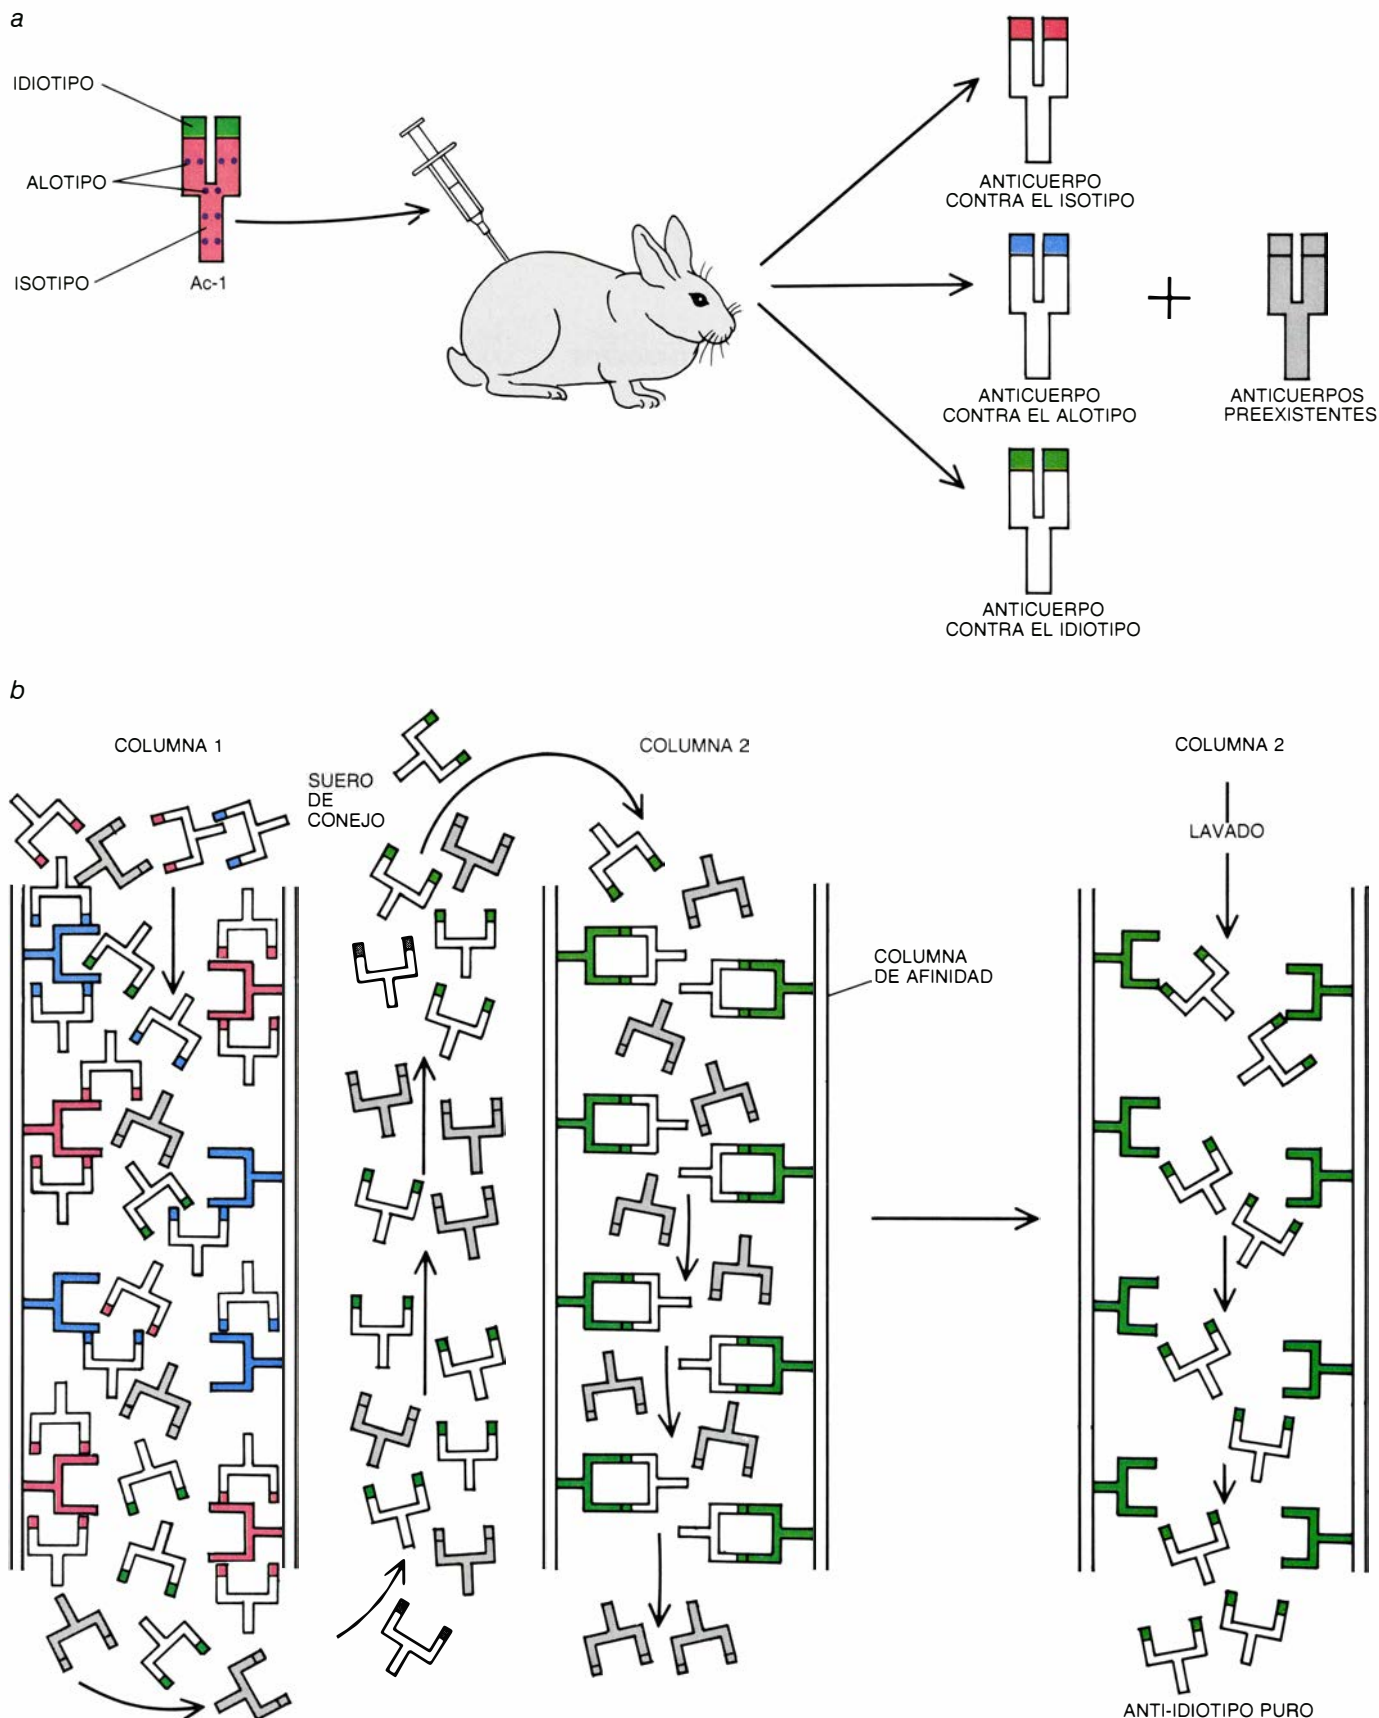 a
IDIOTIPO
ALOTIPO
ISOTIPO
Ac-1
ANTICUERPO
CONTRA EL ISOTIPO
ANTICUERPO
CONTRA EL ALOTIPO
ANTICUERPOS
PREEXISTENTES
ANTICUERPO
CONTRA EL IDIOTIPO
b
COLUMNA 1
SUERO
DE
CONEJO
COLUMNA 2
COLUMNA
DE AFINIDAD
COLUMNA 2
LAVADO
ANTI-IDIOTIPO PURO